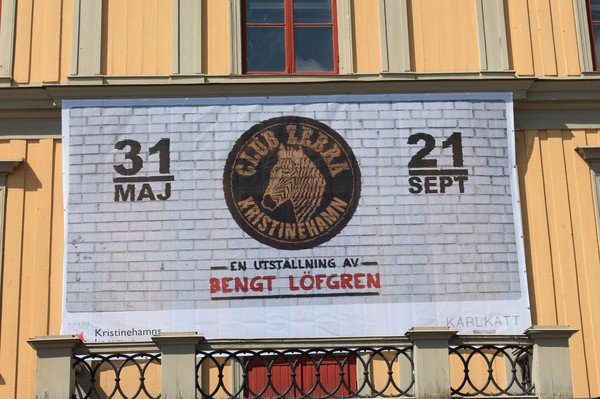 31
MAJ
CLUB ZEBRA
KRISTINEHAMN
21
SEPT
EN UTSTÄLLNING AV
BENGT LÖFGREN
Kristinehamns
KARLKATT